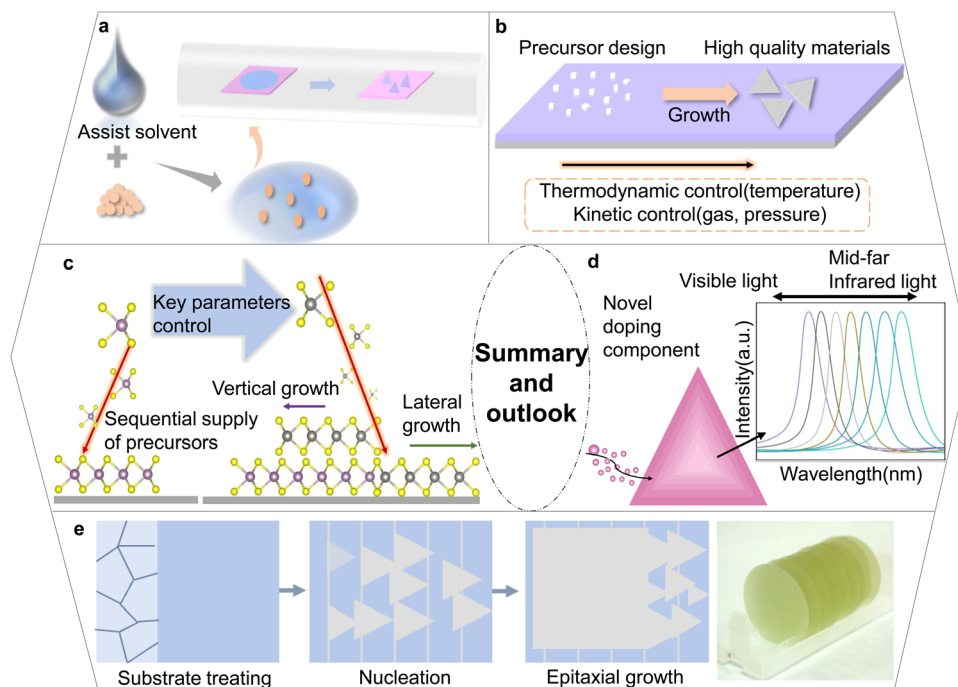 a
Assist solvent
b
Precursor design
High quality materials
Growth
Thermodynamic control(temperature)
Kinetic control(gas, pressure)
c
Key parameters
control
Vertical growth
Sequential supply
of precursors
Lateral
growth
Summary
and
outlook
d
Novel
doping
component
Visible light
Mid-far
Infrared light
Intensity(a.u.)
Wavelength(nm)
e
Substrate treating
Nucleation
Epitaxial growth